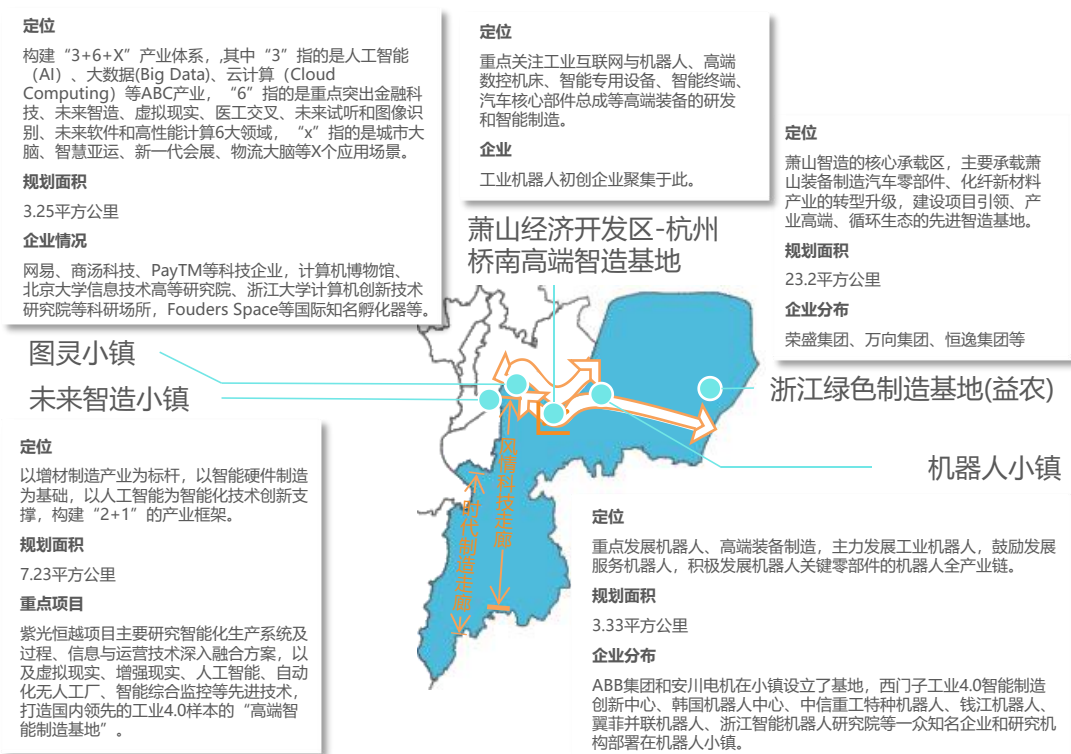 定位
构建“3+6+X”产业体系，,其中“3”指的是人工智能
（AI）、大数据(Big Data)、云计算（Cloud
Computing）等ABC产业，“6”指的是重点突出金融科
技、未来智造、虚拟现实、医工交叉、未来试听和图像识
别、未来软件和高性能计算6大领域，“x”指的是城市大
脑、智慧亚运、新一代会展、物流大脑等X个应用场景。
规划面积
3.25平方公里
企业情况
网易、商汤科技、PayTM等科技企业，计算机博物馆、
北京大学信息技术高等研究院、浙江大学计算机创新技术
研究院等科研场所，Fouders Space等国际知名孵化器等。
图灵小镇
未来智造小镇
定位
以增材制造产业为标杆，以智能硬件制造
为基础，以人工智能为智能化技术创新支
撑，构建“2+1”的产业框架。
规划面积
7.23平方公里
重点项目
紫光恒越项目主要研究智能化生产系统及
过程、信息与运营技术深入融合方案，以
及虚拟现实、增强现实、人工智能、自动
化无人工厂、智能综合监控等先进技术，
打造国内领先的工业4.0样本的“高端智
能制造基地”。
定位
重点关注工业互联网与机器人、高端
数控机床、智能专用设备、智能终端、
汽车核心部件总成等高端装备的研发
和智能制造。
企业
工业机器人初创企业聚集于此。
萧山经济开发区-杭州
桥南高端智造基地
定位
萧山智造的核心承载区，主要承载萧
山装备制造汽车零部件、化纤新材料
产业的转型升级，建设项目引领、产
业高端、循环生态的先进智造基地。
规划面积
23.2平方公里
企业分布
荣盛集团、万向集团、恒逸集团等
浙江绿色制造基地(益农)
机器人小镇
定位
重点发展机器人、高端装备制造，主力发展工业机器人，鼓励发展
服务机器人，积极发展机器人关键零部件的机器人全产业链。
规划面积
3.33平方公里
企业分布
ABB集团和安川电机在小镇设立了基地，西门子工业4.0智能制造
创新中心、韩国机器人中心、中信重工特种机器人、钱江机器人、
翼菲并联机器人、浙江智能机器人研究院等一众知名企业和研究机
构部署在机器人小镇。